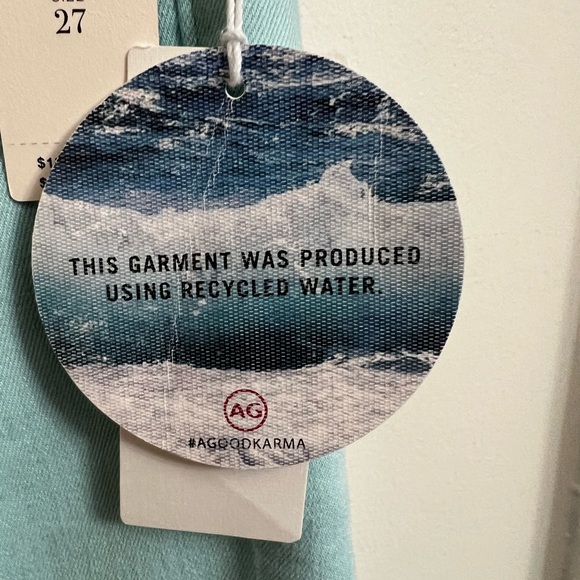 27
THIS GARMENT WAS PRODUCED
USING RECYCLED WATER.
AG
#AGOODKARMA